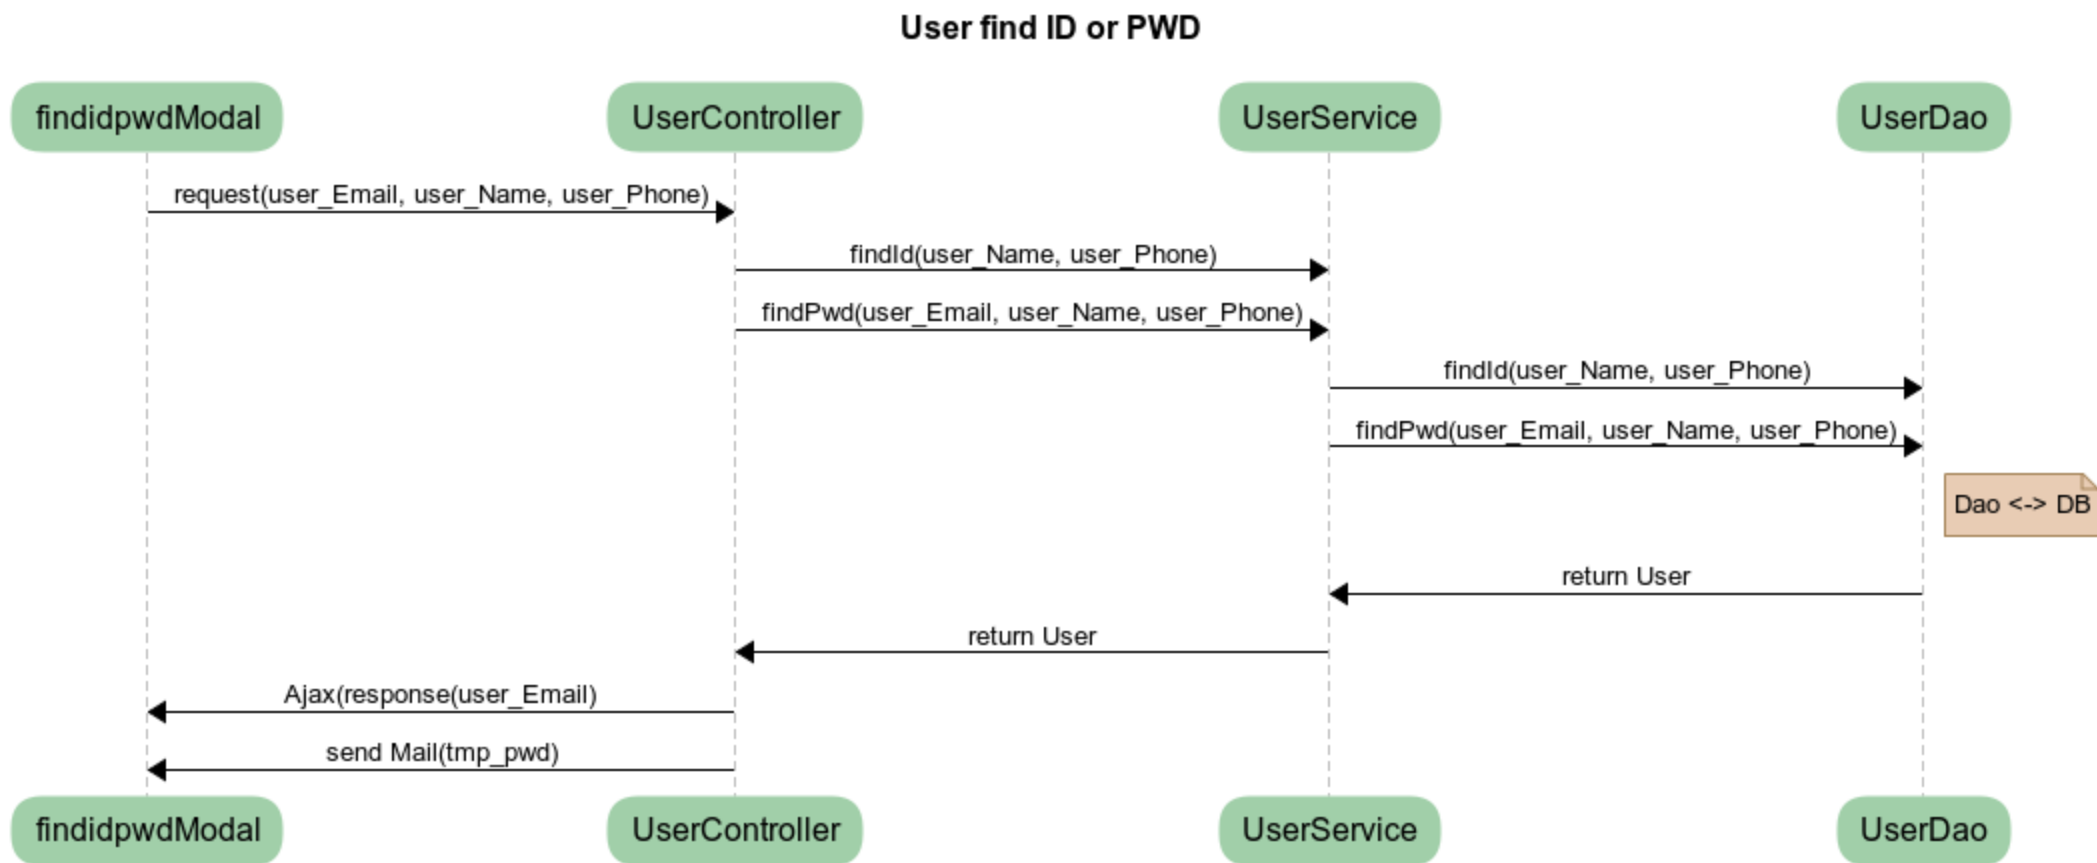 User find ID or PWD
findidpwdModal
UserController
UserService
UserDao
request(user_Email, user_Name, user_Phone)
findId(user_Name, user_Phone)
findPwd(user_Email, user_Name, user_Phone)
findId(user_Name, user_Phone)
findPwd(user_Email, user_Name, user_Phone)
Dao <-> DB
return User
return User
Ajax(response(user_Email)
send Mail(tmp_pwd)
findidpwdModal
UserController
UserService
UserDao